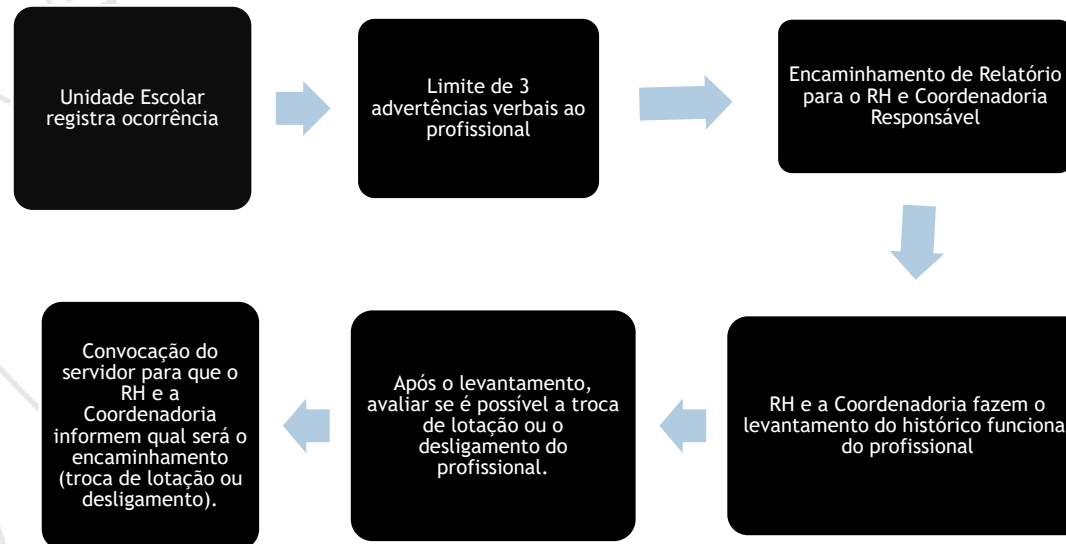 Unidade Escolar
registra ocorrência
Limite de 3
advertências verbais ao
profissional
Encaminhamento de Relatório
para o RH e Coordenadoria
Responsável
RH e a Coordenadoria fazem o
levantamento do histórico funciona
do profissional
Após o levantamento,
avaliar se é possível a troca
de lotação ou o
desligamento do
profissional.
Convocação do
servidor para que o
RH e a
Coordenadoria
informem qual será o
encaminhamento
(troca de lotação ou
desligamento).